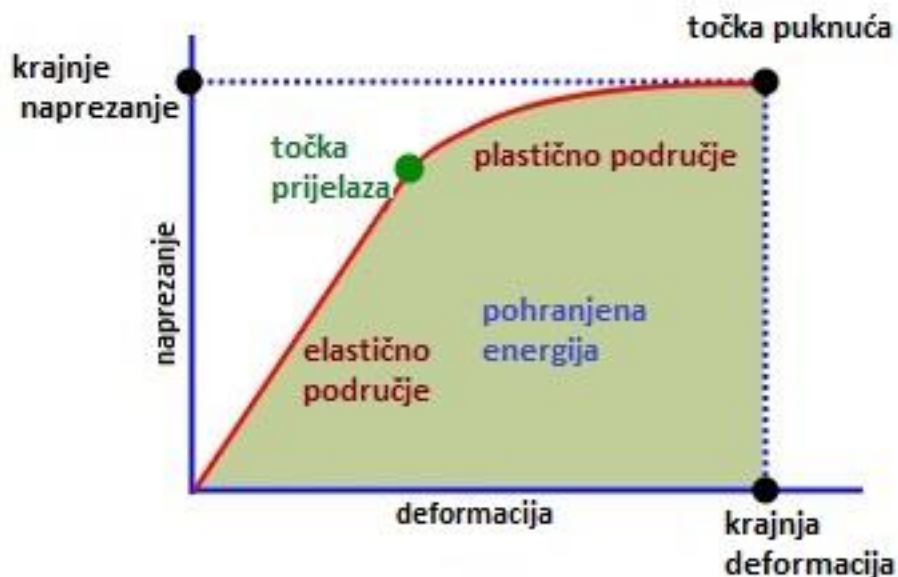 točka puknuća
krajnje
naprezanje
točka
prijelaza
plastično područje
naprezanje
pohranjena
energija
elastično
područje
deformacija
krajnja
deformacija